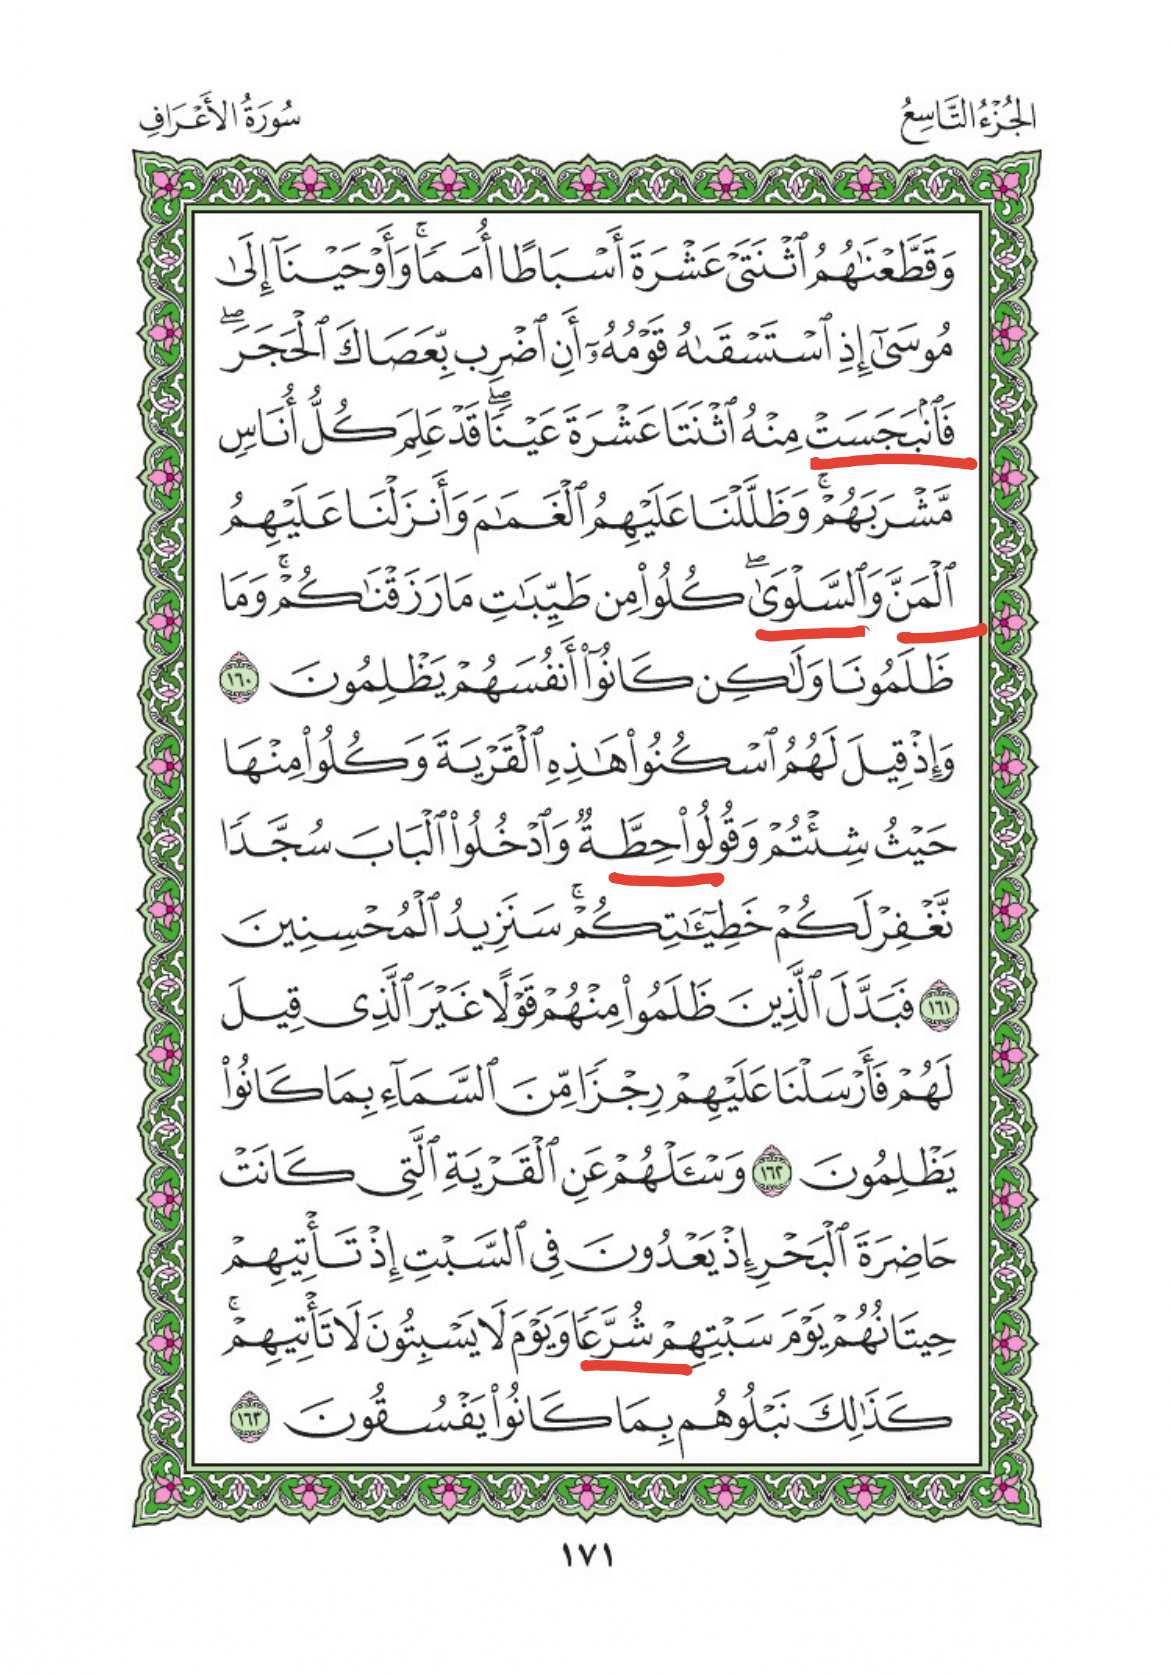 الجُزْءُ التَّاسِعُ
سُورَةُ الأَعْرَافِ
وَقَطَّعْنَٰهُمُ ٱثْنَتَىْ عَشْرَةَ أَسْبَاطًا أُمَمًاۚ وَأَوْحَيْنَآ إِلَىٰ
مُوسَىٰٓ إِذِ ٱسْتَسْقَىٰهُ قَوْمُهُۥٓ أَنِ ٱضْرِب بِّعَصَاكَ ٱلْحَجَرَۖ
فَٱنۢبَجَسَتْ مِنْهُ ٱثْنَتَا عَشْرَةَ عَيْنًاۖ قَدْ عَلِمَ كُلُّ أُنَاسٍ
مَّشْرَبَهُمْۚ وَظَلَّلْنَا عَلَيْهِمُ ٱلْغَمَٰمَ وَأَنزَلْنَا عَلَيْهِمُ
ٱلْمَنَّ وَٱلسَّلْوَىٰۖ كُلُوا۟ مِن طَيِّبَٰتِ مَا رَزَقْنَٰكُمْۚ وَمَا
ظَلَمُونَا وَلَٰكِن كَانُوٓا۟ أَنفُسَهُمْ يَظْلِمُونَ ١٦٠
وَإِذْ قِيلَ لَهُمُ ٱسْكُنُوا۟ هَٰذِهِ ٱلْقَرْيَةَ وَكُلُوا۟ مِنْهَا
حَيْثُ شِئْتُمْ وَقُولُوا۟ حِطَّةٌ وَٱدْخُلُوا۟ ٱلْبَابَ سُجَّدًا
نَّغْفِرْ لَكُمْ خَطِيٓـَٰٔتِكُمْۚ سَنَزِيدُ ٱلْمُحْسِنِينَ
١٦١ فَبَدَّلَ ٱلَّذِينَ ظَلَمُوا۟ مِنْهُمْ قَوْلًا غَيْرَ ٱلَّذِى قِيلَ
لَهُمْ فَأَرْسَلْنَا عَلَيْهِمْ رِجْزًا مِّنَ ٱلسَّمَآءِ بِمَا كَانُوا۟
يَظْلِمُونَ ١٦٢ وَسْـَٔلْهُمْ عَنِ ٱلْقَرْيَةِ ٱلَّتِى كَانَتْ
حَاضِرَةَ ٱلْبَحْرِ إِذْ يَعْدُونَ فِى ٱلسَّبْتِ إِذْ تَأْتِيهِمْ
حِيتَانُهُمْ يَوْمَ سَبْتِهِمْ شُرَّعًا وَيَوْمَ لَا يَسْبِتُونَ لَا تَأْتِيهِمْۚ
كَذَٰلِكَ نَبْلُوهُم بِمَا كَانُوا۟ يَفْسُقُونَ ١٦٣
١٧١